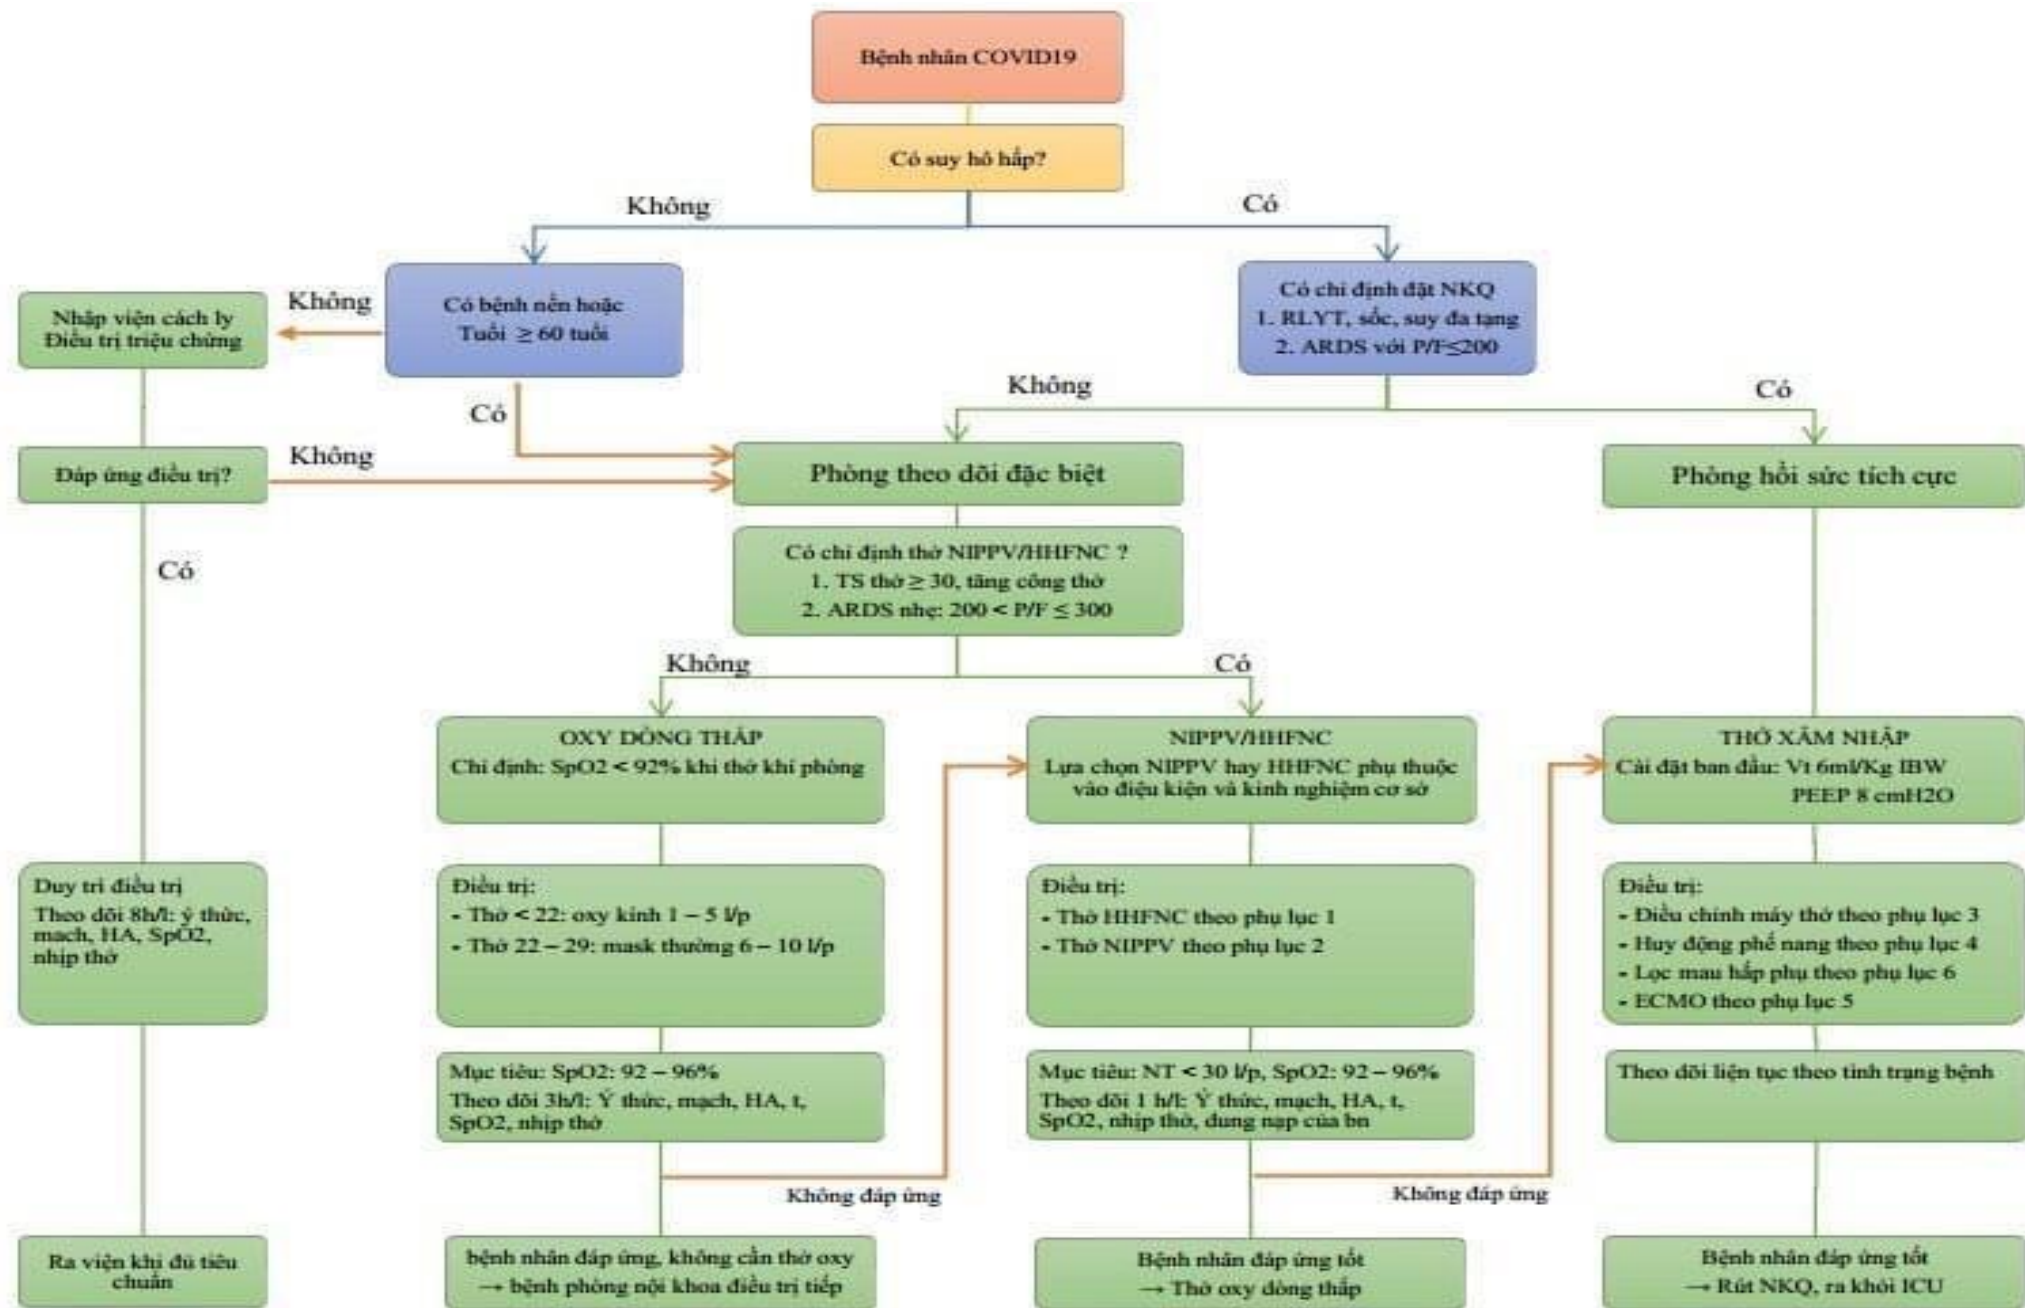 Bệnh nhân COVID19
Có suy hô hấp?
Không
Có
Nhập viện cách ly
Điều trị triệu chứng
Không
Có bệnh nền hoặc
Tuổi ≥ 60 tuổi
Có chỉ định đặt NKQ
1. RLYT, sốc, suy đa tạng
2. ARDS với P/F≤200
Có
Không
Có
Đáp ứng điều trị?
Không
Phòng theo dõi đặc biệt
Phòng hồi sức tích cực
Có
Có chỉ định thở NIPPV/HHFNC ?
1. TS thở ≥ 30, tăng công thở
2. ARDS nhẹ: 200 < P/F ≤ 300
Không
Có
OXY DÒNG THẤP
Chỉ định: SpO2 < 92% khi thở khí phòng
NIPPV/HHFNC
Lựa chọn NIPPV hay HHFNC phụ thuộc
vào điệu kiện và kinh nghiệm cơ sở
THỞ XÂM NHẬP
Cài đặt ban đầu: Vt 6ml/Kg IBW
PEEP 8 cmH2O
Duy trì điều trị
Theo dõi 8h/l: ý thức,
mạch, HA, SpO2,
nhịp thở
Điều trị:
- Thở < 22: oxy kính 1 – 5 l/p
- Thở 22 – 29: mask thường 6 – 10 l/p
Điều trị:
- Thở HHFNC theo phụ lục 1
- Thở NIPPV theo phụ lục 2
Điều trị:
- Điều chỉnh máy thở theo phụ lục 3
- Huy động phế nang theo phụ lục 4
- Lọc mau hấp phụ theo phụ lục 6
- ECMO theo phụ lục 5
Mục tiêu: SpO2: 92 – 96%
Theo dõi 3h/l: Ý thức, mạch, HA, t,
SpO2, nhịp thở
Mục tiêu: NT < 30 l/p, SpO2: 92 – 96%
Theo dõi 1 h/l: Ý thức, mạch, HA, t,
SpO2, nhịp thở, dung nạp của bn
Theo dõi liên tục theo tình trạng bệnh
Không đáp ứng
Không đáp ứng
Ra viện khi đủ tiêu
chuẩn
bệnh nhân đáp ứng, không cần thở oxy
→ bệnh phòng nội khoa điều trị tiếp
Bệnh nhân đáp ứng tốt
→ Thở oxy dòng thấp
Bệnh nhân đáp ứng tốt
→ Rút NKQ, ra khỏi ICU